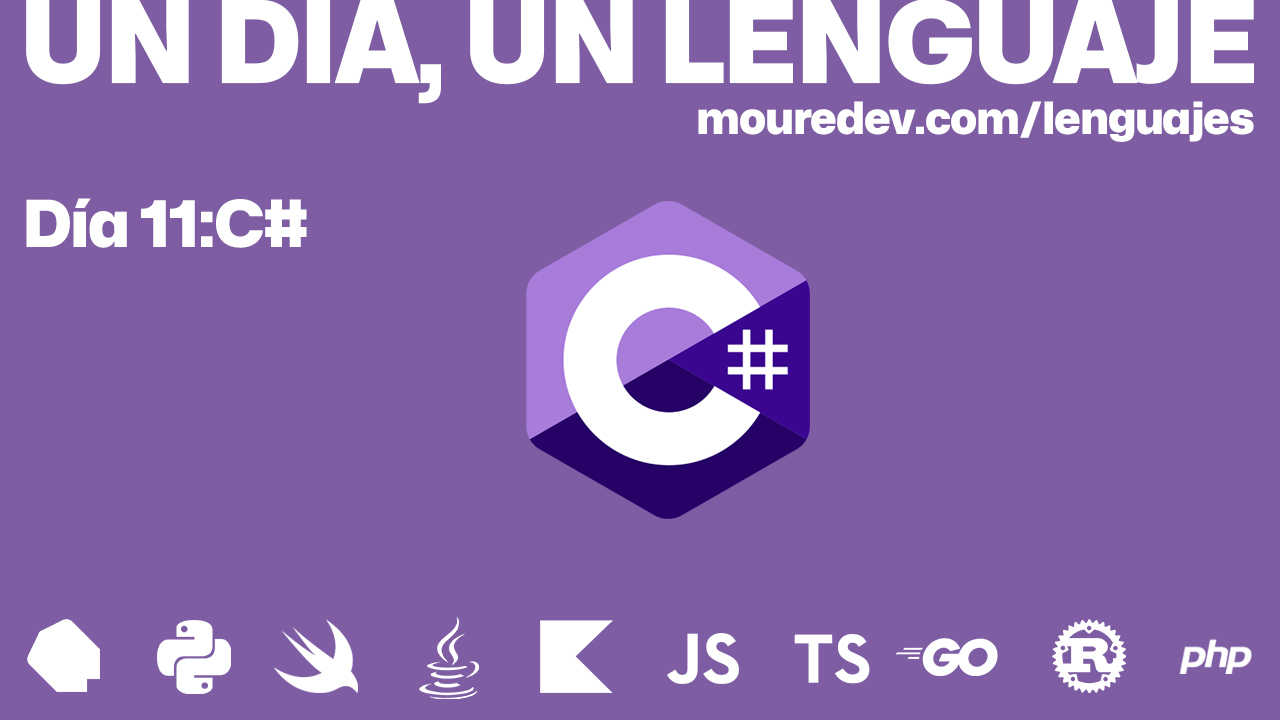 UN DÍA, UN LENGUAJE
mouredev.com/lenguajes
Día 11:C#
C#
JS TS GO R php